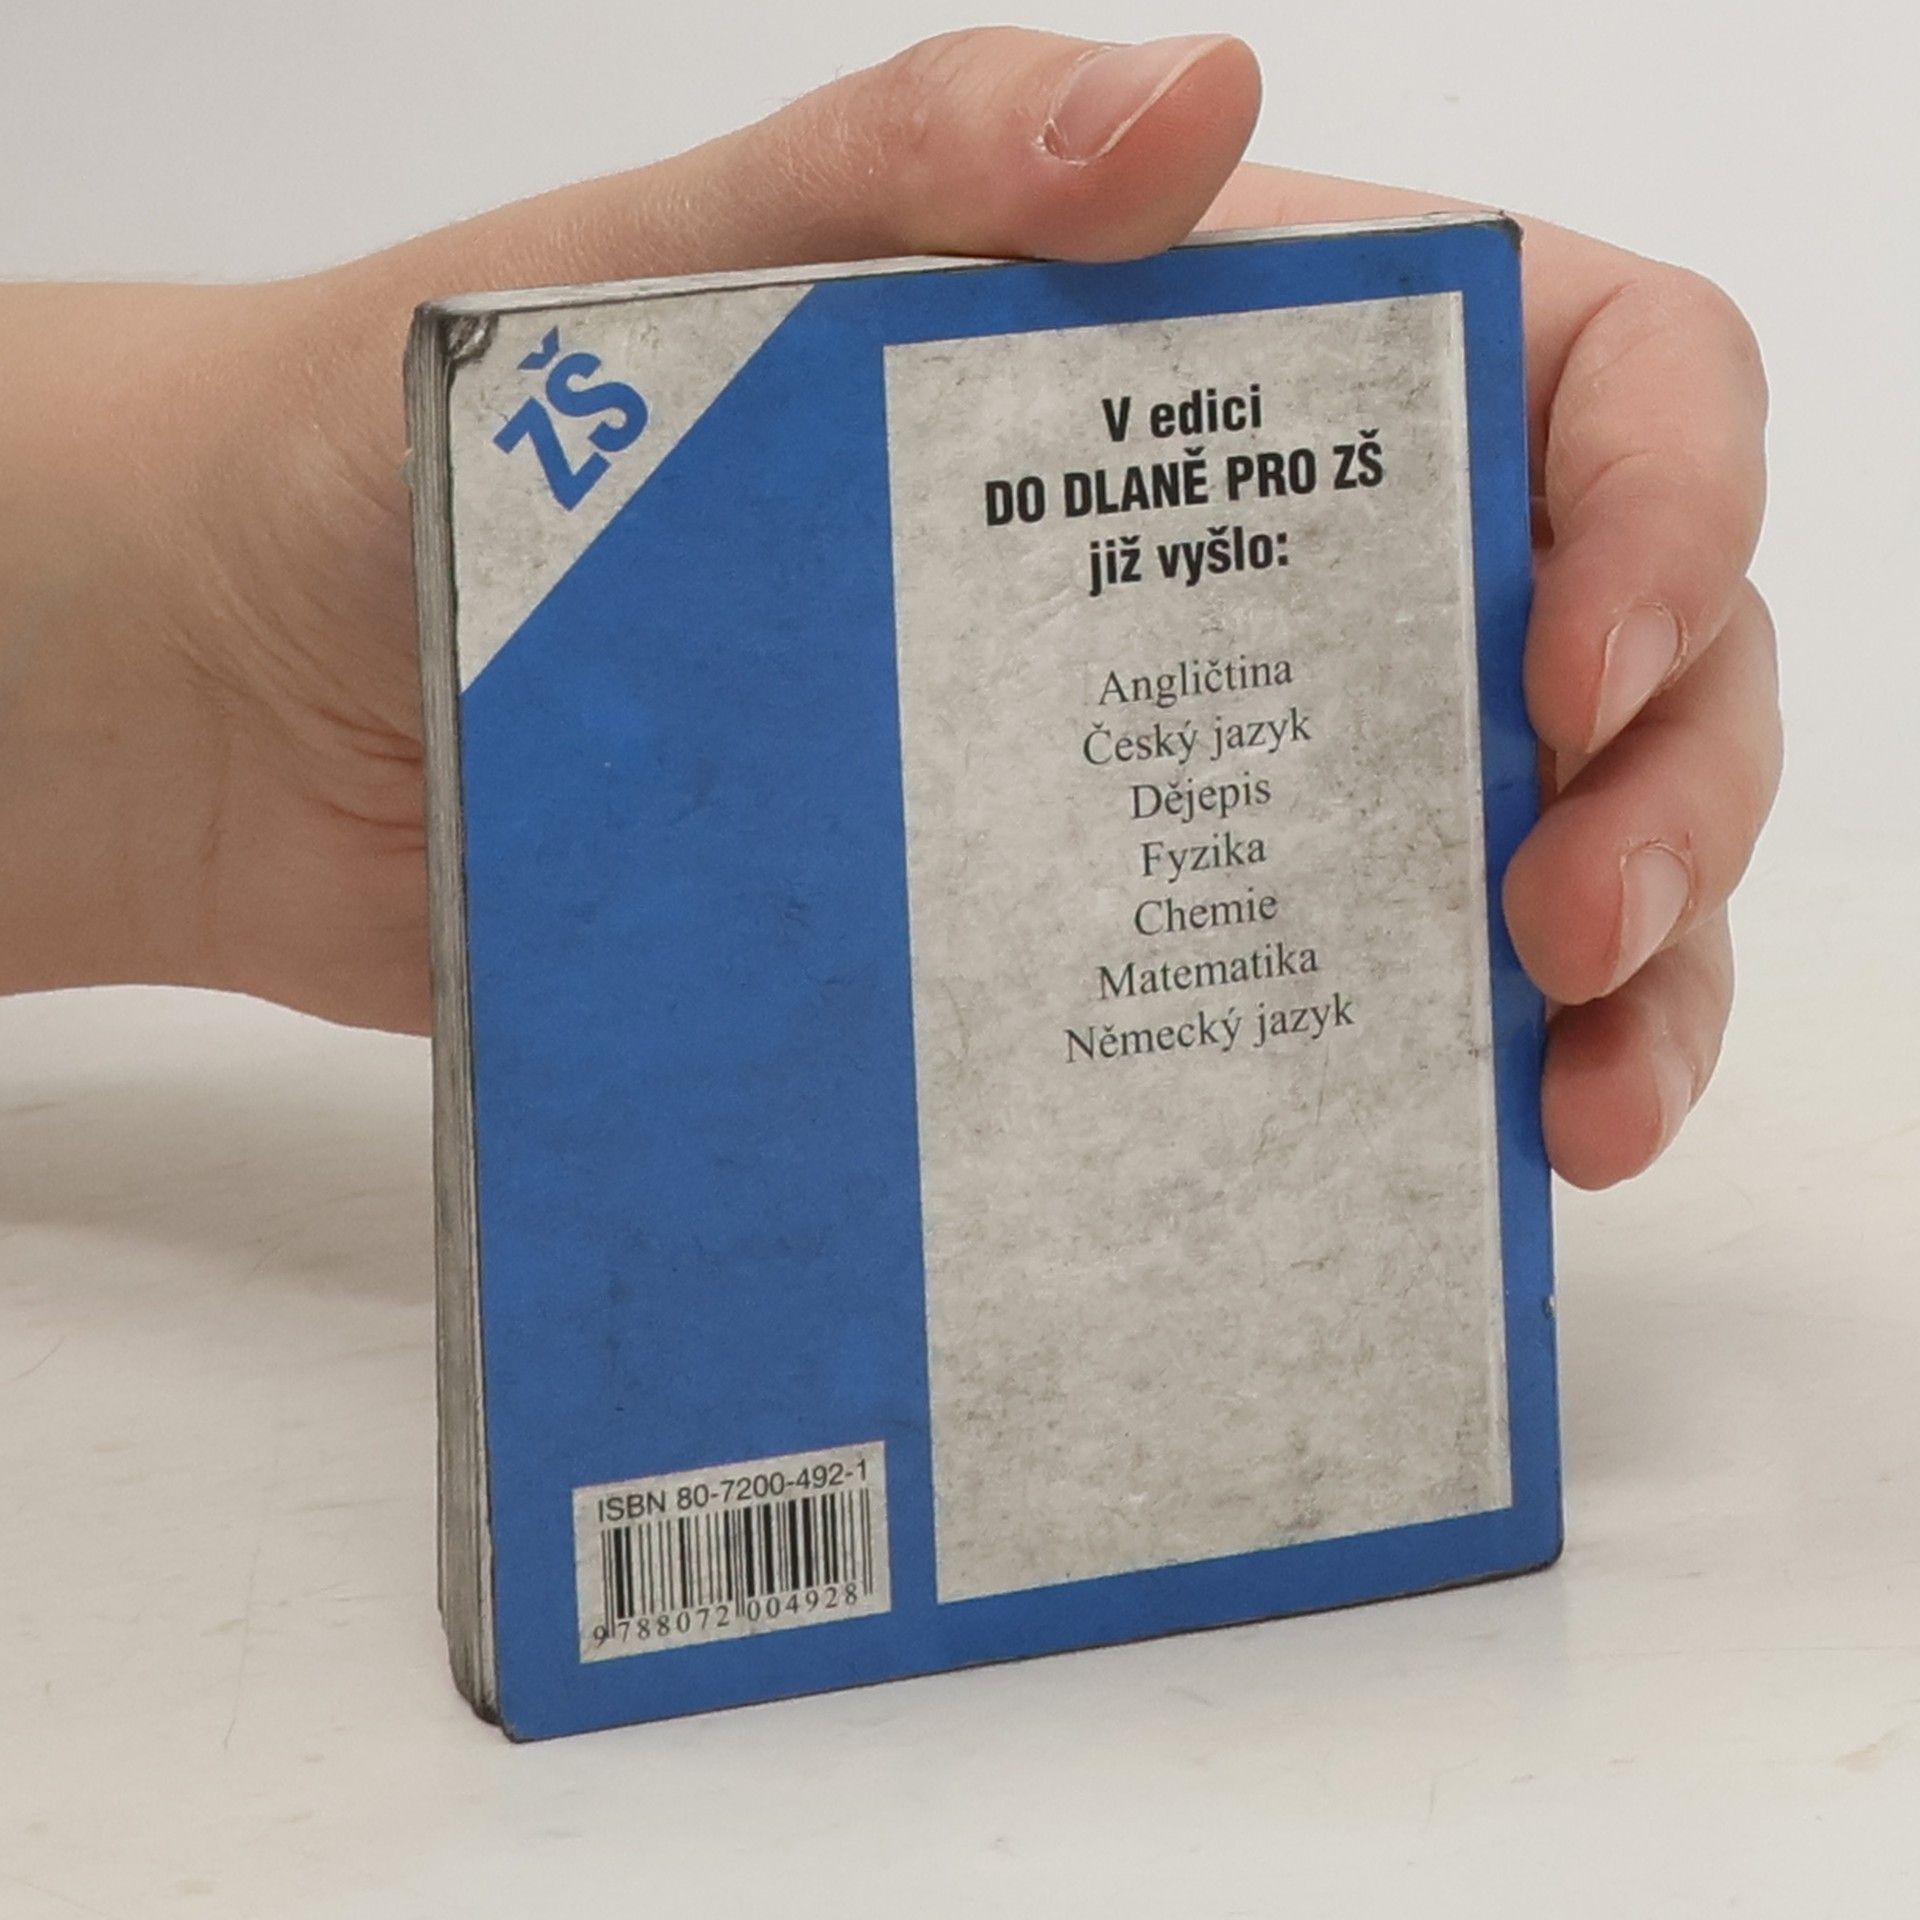 ZŠ
V edici
DO DLANĚ PRO ZŠ
již vyšlo:
Angličtina
Český jazyk
Dějepis
Fyzika
Chemie
Matematika
Německý jazyk
ISBN 80-7200-492-1
9 788072 004928